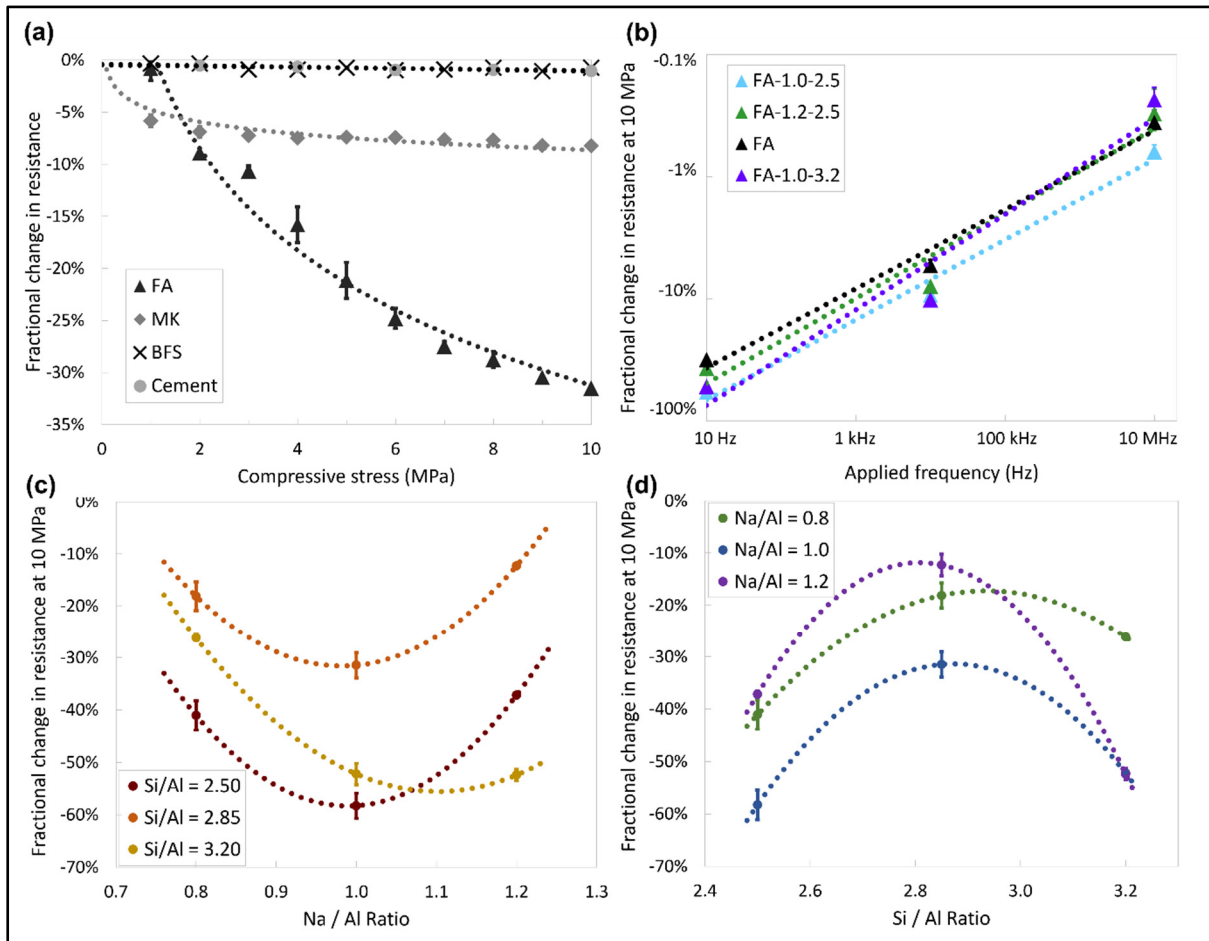 (a)
0%
-5%
-10%
-15%
-20%
-25%
-30%
-35%
Fractional change in resistance
FA
MK
BFS
Cement
0 2 4 6 8 10
Compressive stress (MPa)
(b)
-0.1%
-1%
-10%
-100%
Fractional change in resistance at 10 MPa
FA-1.0-2.5
FA-1.2-2.5
FA
FA-1.0-3.2
10 Hz 1 kHz 100 kHz 10 MHz
Applied frequency (Hz)
(c)
0%
-10%
-20%
-30%
-40%
-50%
-60%
-70%
Fractional change in resistance at 10 MPa
Si/Al = 2.50
Si/Al = 2.85
Si/Al = 3.20
0.7 0.8 0.9 1.0 1.1 1.2 1.3
Na / Al Ratio
(d)
0%
-10%
-20%
-30%
-40%
-50%
-60%
-70%
Fractional change in resistance at 10 MPa
Na/Al = 0.8
Na/Al = 1.0
Na/Al = 1.2
2.4 2.6 2.8 3.0 3.2
Si / Al Ratio